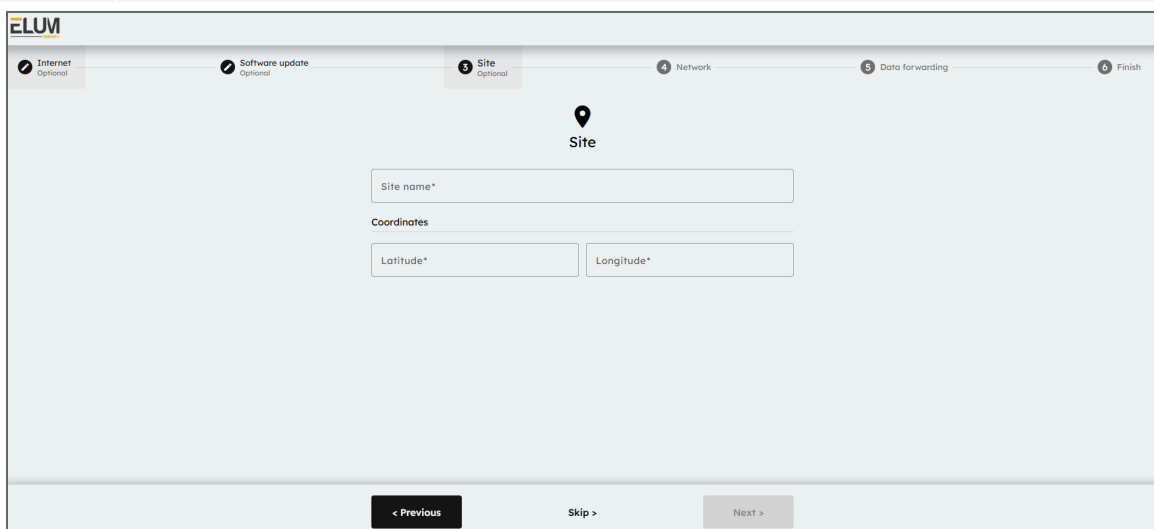 ELUM
ENERGY
Internet
Optional
Software update
Optional
3 Site
Optional
4 Network
5 Data forwarding
6 Finish
Site
Site name*
Coordinates
Latitude* Longitude*
< Previous Skip > Next >